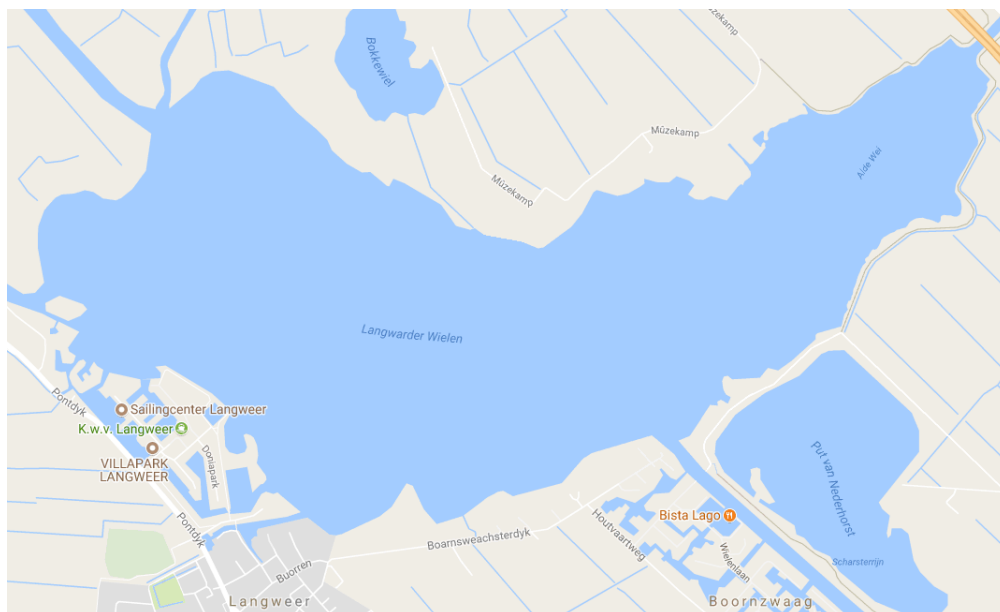 Mûzekamp
Bokkewiel
Mûzekamp
Alde Wei
Mûzekamp
Langwarder Wielen
Pontdyk
Sailingcenter Langweer
K.w.v. Langweer
VILLAPARK
LANGWEER
Doniapark
Put van Nederhorst
Pontdyk
Bista Lago
Houtvaartweg
Boarnsweachsterdyk
Wielenlaan
Scharsterrijn
Buorren
Langweer
Boornzwaag